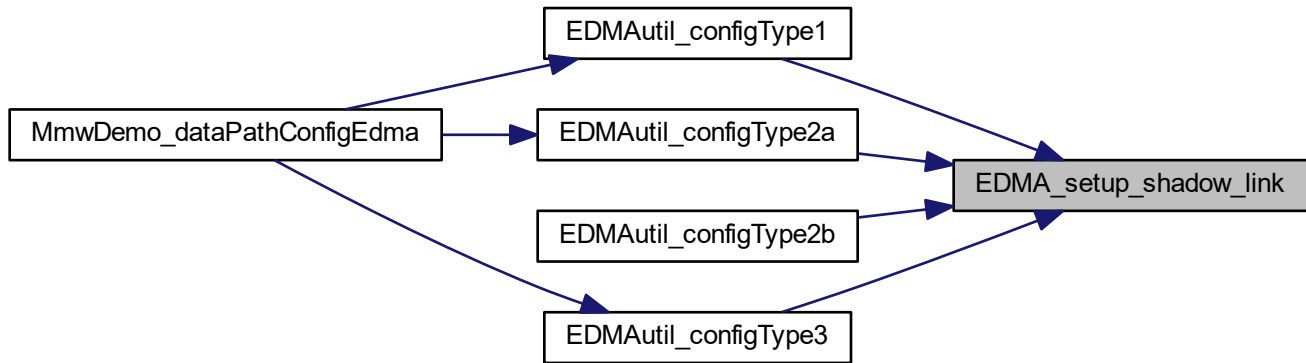 EDMAutil_configType1
MmwDemo_dataPathConfigEdma
EDMAutil_configType2a
EDMA_setup_shadow_link
EDMAutil_configType2b
EDMAutil_configType3